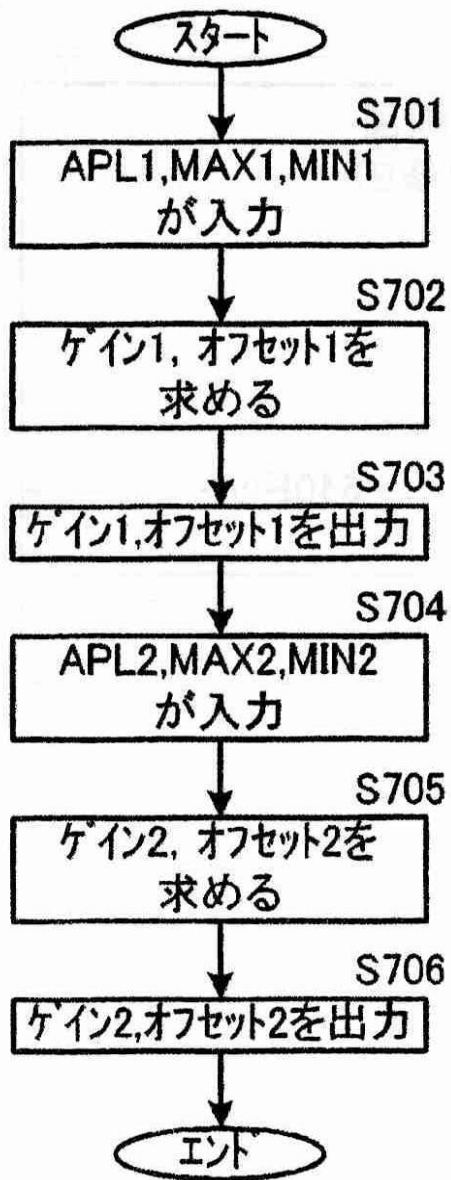 スタート
S701
APL1,MAX1,MIN1
が入力
S702
ゲイン1, オフセット1を
求める
S703
ゲイン1,オフセット1を出力
S704
APL2,MAX2,MIN2
が入力
S705
ゲイン2, オフセット2を
求める
S706
ゲイン2,オフセット2を出力
エンド